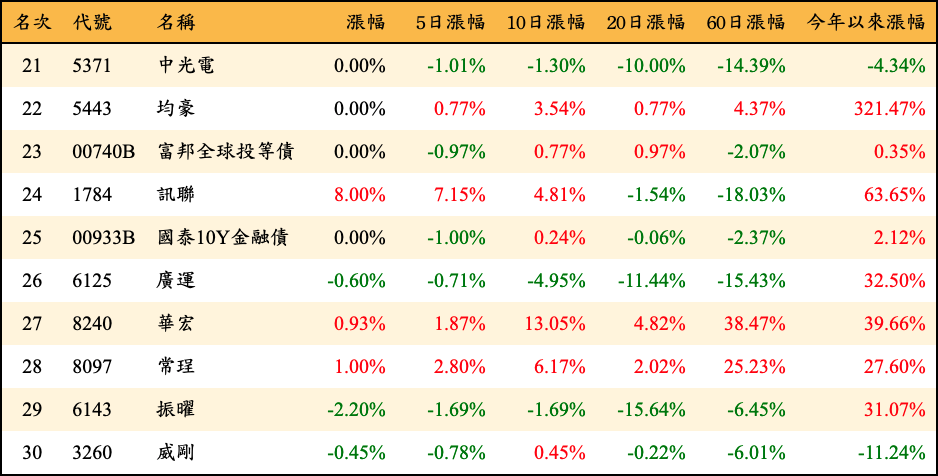 名次 代號 名稱 漲幅 5日漲幅 10日漲幅 20日漲幅 60日漲幅 今年以來漲幅
21 5371 中光電 0.00% -1.01% -1.30% -10.00% -14.39% -4.34%
22 5443 均豪 0.00% 0.77% 3.54% 0.77% 4.37% 321.47%
23 00740B 富邦全球投等債 0.00% -0.97% 0.77% 0.97% -2.07% 0.35%
24 1784 訊聯 8.00% 7.15% 4.81% -1.54% -18.03% 63.65%
25 00933B 國泰10Y金融債 0.00% -1.00% 0.24% -0.06% -2.37% 2.12%
26 6125 廣運 -0.60% -0.71% -4.95% -11.44% -15.43% 32.50%
27 8240 華宏 0.93% 1.87% 13.05% 4.82% 38.47% 39.66%
28 8097 常珵 1.00% 2.80% 6.17% 2.02% 25.23% 27.60%
29 6143 振曜 -2.20% -1.69% -1.69% -15.64% -6.45% 31.07%
30 3260 威剛 -0.45% -0.78% 0.45% -0.22% -6.01% -11.24%